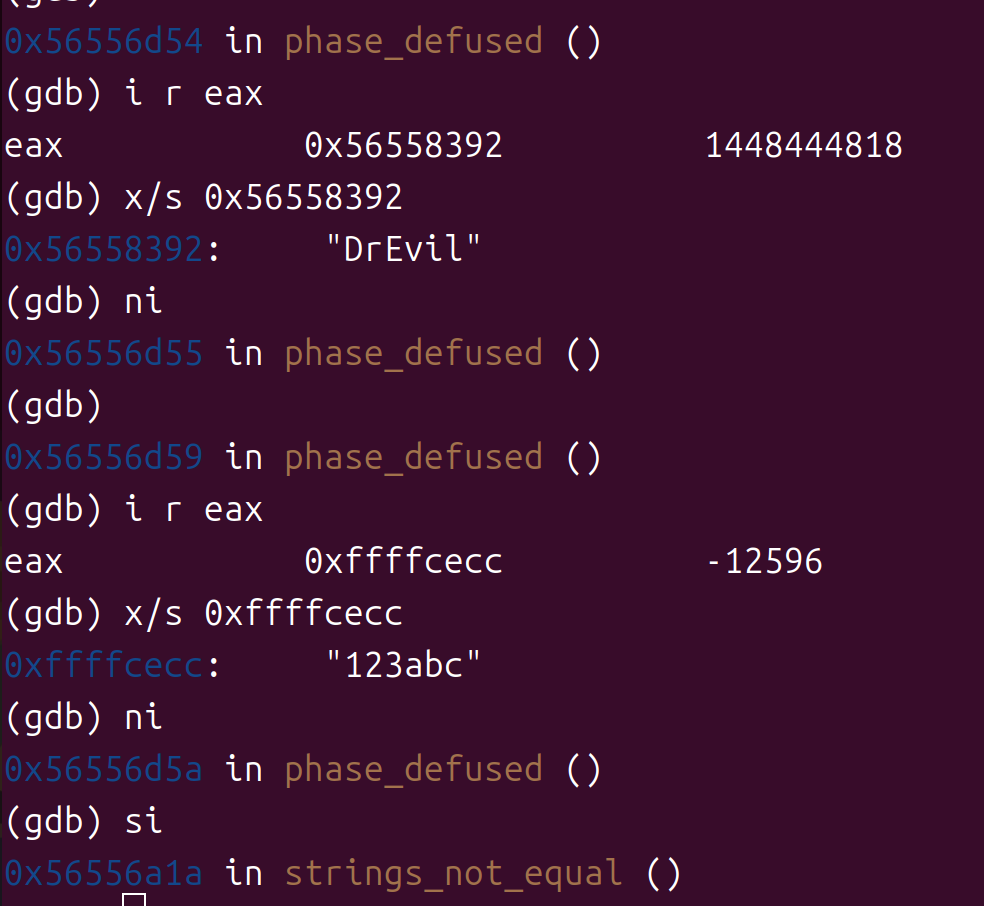 0x56556d54 in phase_defused ()
(gdb) i r eax
eax            0x56558392          1448444818
(gdb) x/s 0x56558392
0x56558392:     "DrEvil"
(gdb) ni
0x56556d55 in phase_defused ()
(gdb)
0x56556d59 in phase_defused ()
(gdb) i r eax
eax            0xffffcecc          -12596
(gdb) x/s 0xffffcecc
0xffffcecc:     "123abc"
(gdb) ni
0x56556d5a in phase_defused ()
(gdb) si
0x56556a1a in strings_not_equal ()